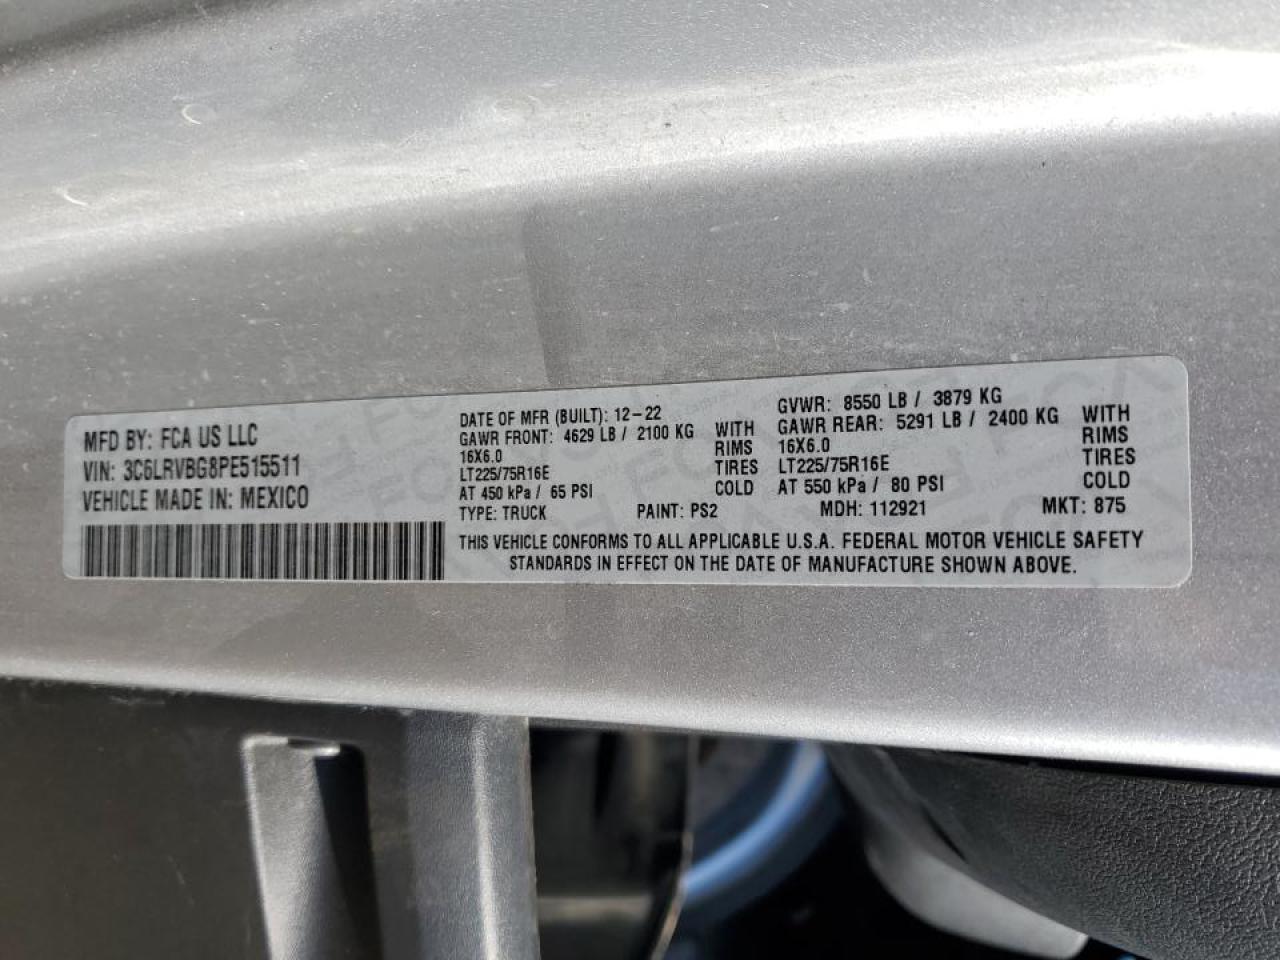 MFD BY: FCA US LLC
VIN: 3C6LRVBG8PE515511
VEHICLE MADE IN: MEXICO
DATE OF MFR (BUILT): 12-22
GAWR FRONT: 4629 LB / 2100 KG WITH
16X6.0 RIMS
LT225/75R16E TIRES
AT 450 kPa / 65 PSI COLD
GVWR: 8550 LB / 3879 KG
GAWR REAR: 5291 LB / 2400 KG WITH
16X6.0 RIMS
LT225/75R16E TIRES
AT 550 kPa / 80 PSI COLD
TYPE: TRUCK PAINT: PS2 MDH: 112921 MKT: 875
THIS VEHICLE CONFORMS TO ALL APPLICABLE U.S.A. FEDERAL MOTOR VEHICLE SAFETY
STANDARDS IN EFFECT ON THE DATE OF MANUFACTURE SHOWN ABOVE.